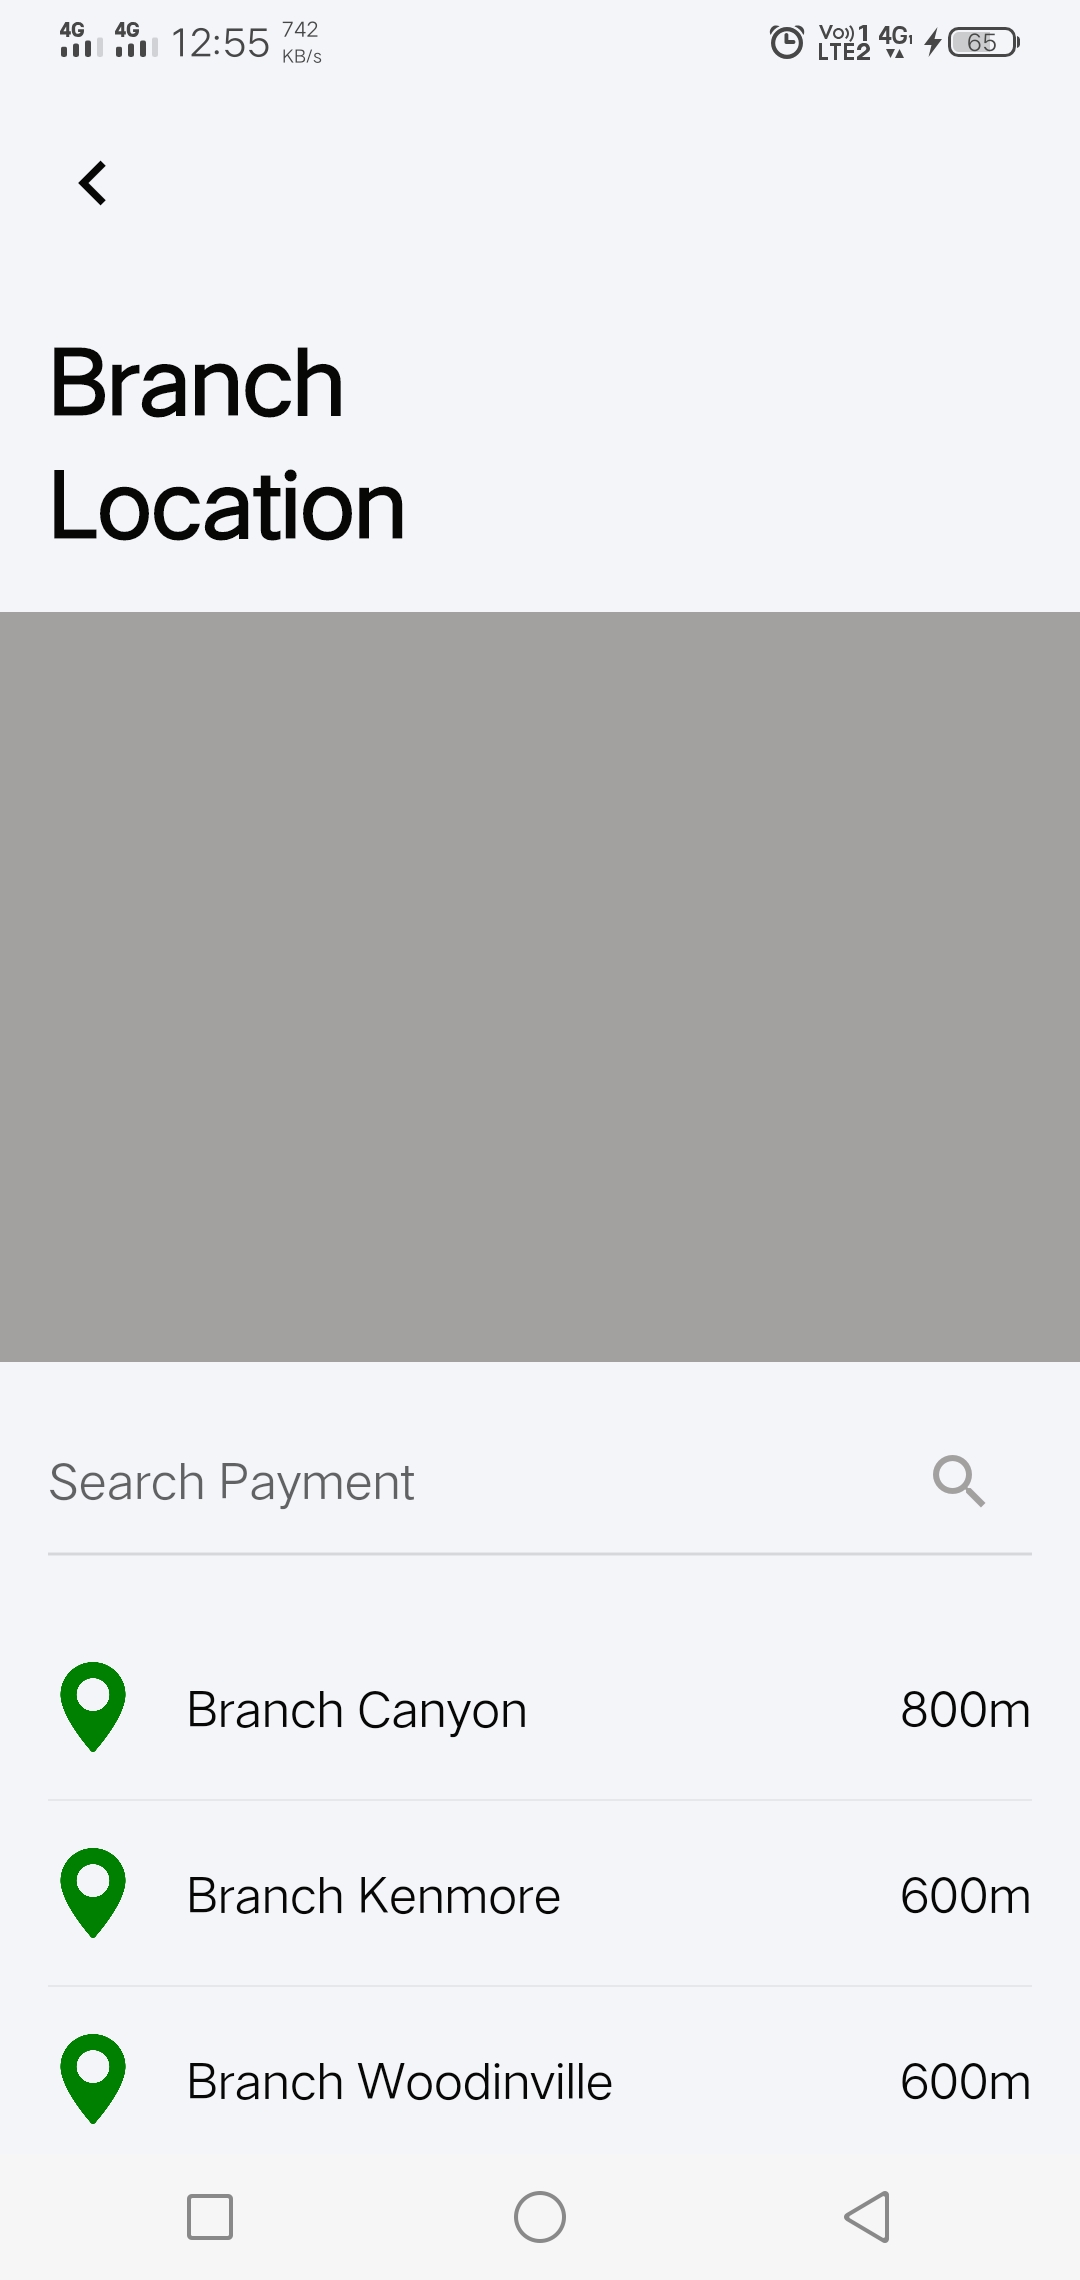 4G 4G 12:55 742 KB/s Vo)) 1 LTE2 4G1 65
Branch
Location
Search Payment
Branch Canyon 800m
Branch Kenmore 600m
Branch Woodinville 600m